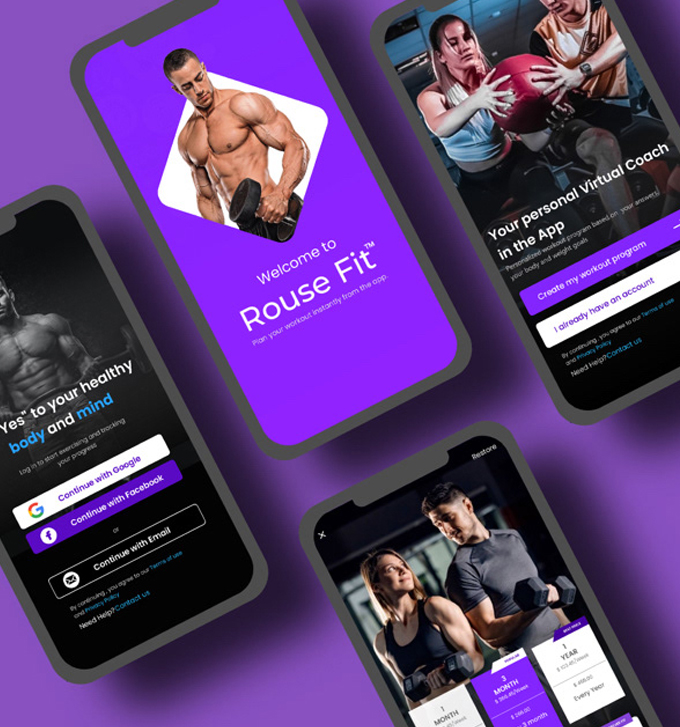 Welcome to
Rouse Fit™
Plan your workout instantly from the app.
Your personal Virtual Coach
in the App
Personalized workout program based on your answers,
your body and weight goals
Create my workout program
I already have an account
By continuing, you agree to our Terms of use
and Privacy Policy
Need Help?Contact us
Yes" to your healthy
body and mind
Log in to start exercising and tracking
your progress
Continue with Google
Continue with Facebook
or
Continue with Email
By continuing, you agree to our Terms of use
and Privacy Policy
Need Help?Contact us
Restore
1
MONTH
3
MONTH
3 month
1
YEAR
Every Year